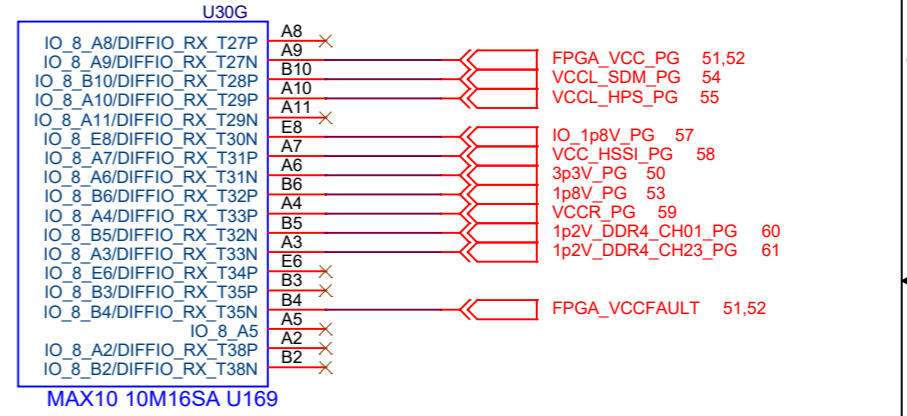 U30G
IO_8_A8/DIFFIO_RX_T27P A8
IO_8_A9/DIFFIO_RX_T27N A9 FPGA_VCC_PG 51,52
IO_8_B10/DIFFIO_RX_T28P B10 VCCL_SDM_PG 54
IO_8_A10/DIFFIO_RX_T29P A10 VCCL_HPS_PG 55
IO_8_A11/DIFFIO_RX_T29N A11
IO_8_E8/DIFFIO_RX_T30N E8 IO_1p8V_PG 57
IO_8_A7/DIFFIO_RX_T31P A7 VCC_HSSI_PG 58
IO_8_A6/DIFFIO_RX_T31N A6 3p3V_PG 50
IO_8_B6/DIFFIO_RX_T32P B6 1p8V_PG 53
IO_8_A4/DIFFIO_RX_T33P A4 VCCR_PG 59
IO_8_B5/DIFFIO_RX_T32N B5 1p2V_DDR4_CH01_PG 60
IO_8_A3/DIFFIO_RX_T33N A3 1p2V_DDR4_CH23_PG 61
IO_8_E6/DIFFIO_RX_T34P E6
IO_8_B3/DIFFIO_RX_T35P B3
IO_8_B4/DIFFIO_RX_T35N B4 FPGA_VCCFAULT 51,52
IO_8_A5 A5
IO_8_A2/DIFFIO_RX_T38P A2
IO_8_B2/DIFFIO_RX_T38N B2
MAX10 10M16SA U169